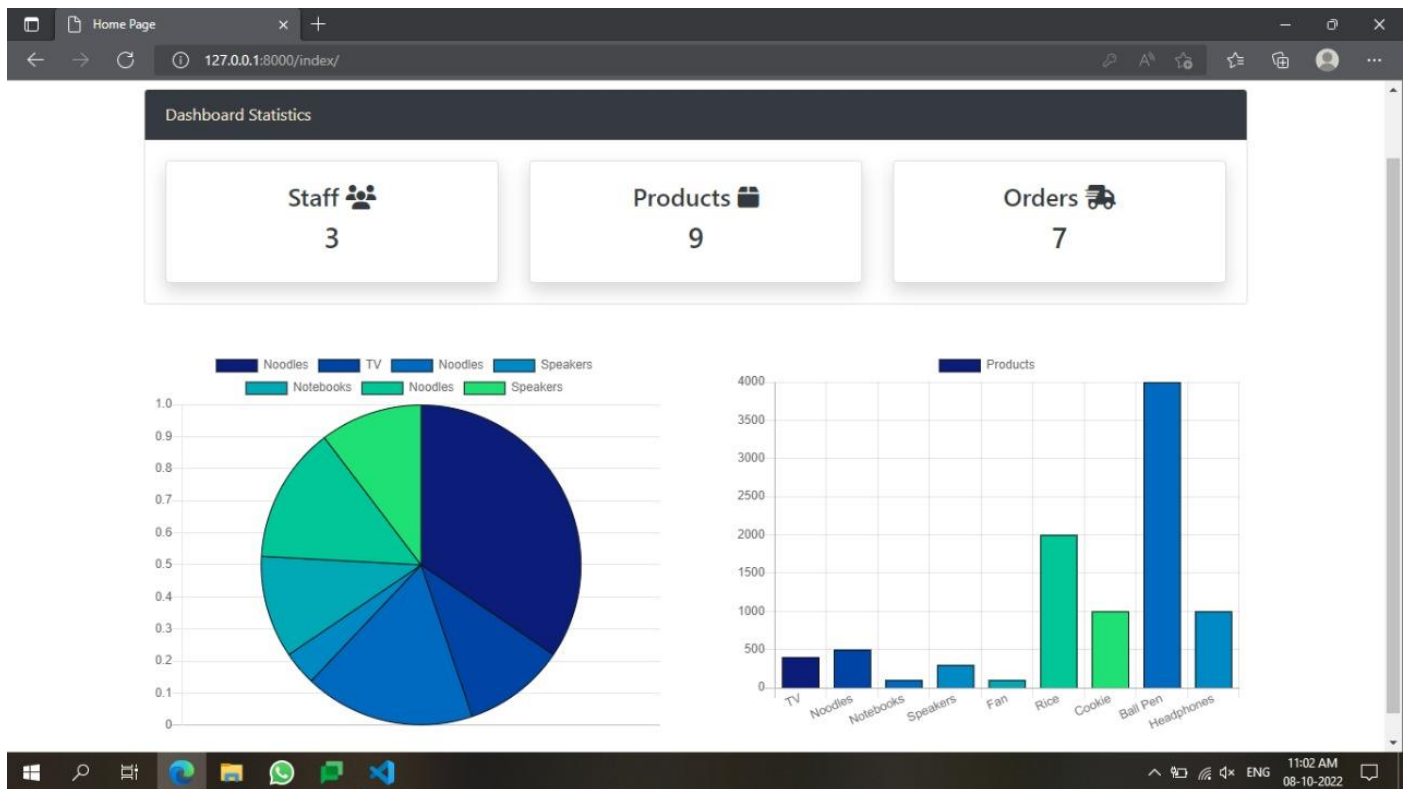 Home Page
127.0.0.1:8000/index/
Dashboard Statistics
Staff
3
Products
9
Orders
7
Noodles TV Noodles Speakers
Notebooks Noodles Speakers
1.0
0.9
0.8
0.7
0.6
0.5
0.4
0.3
0.2
0.1
0
Products
4000
3500
3000
2500
2000
1500
1000
500
0
TV Noodles Notebooks Speakers Fan Rice Cookie Ball Pen Headphones
ENG
11:02 AM
08-10-2022